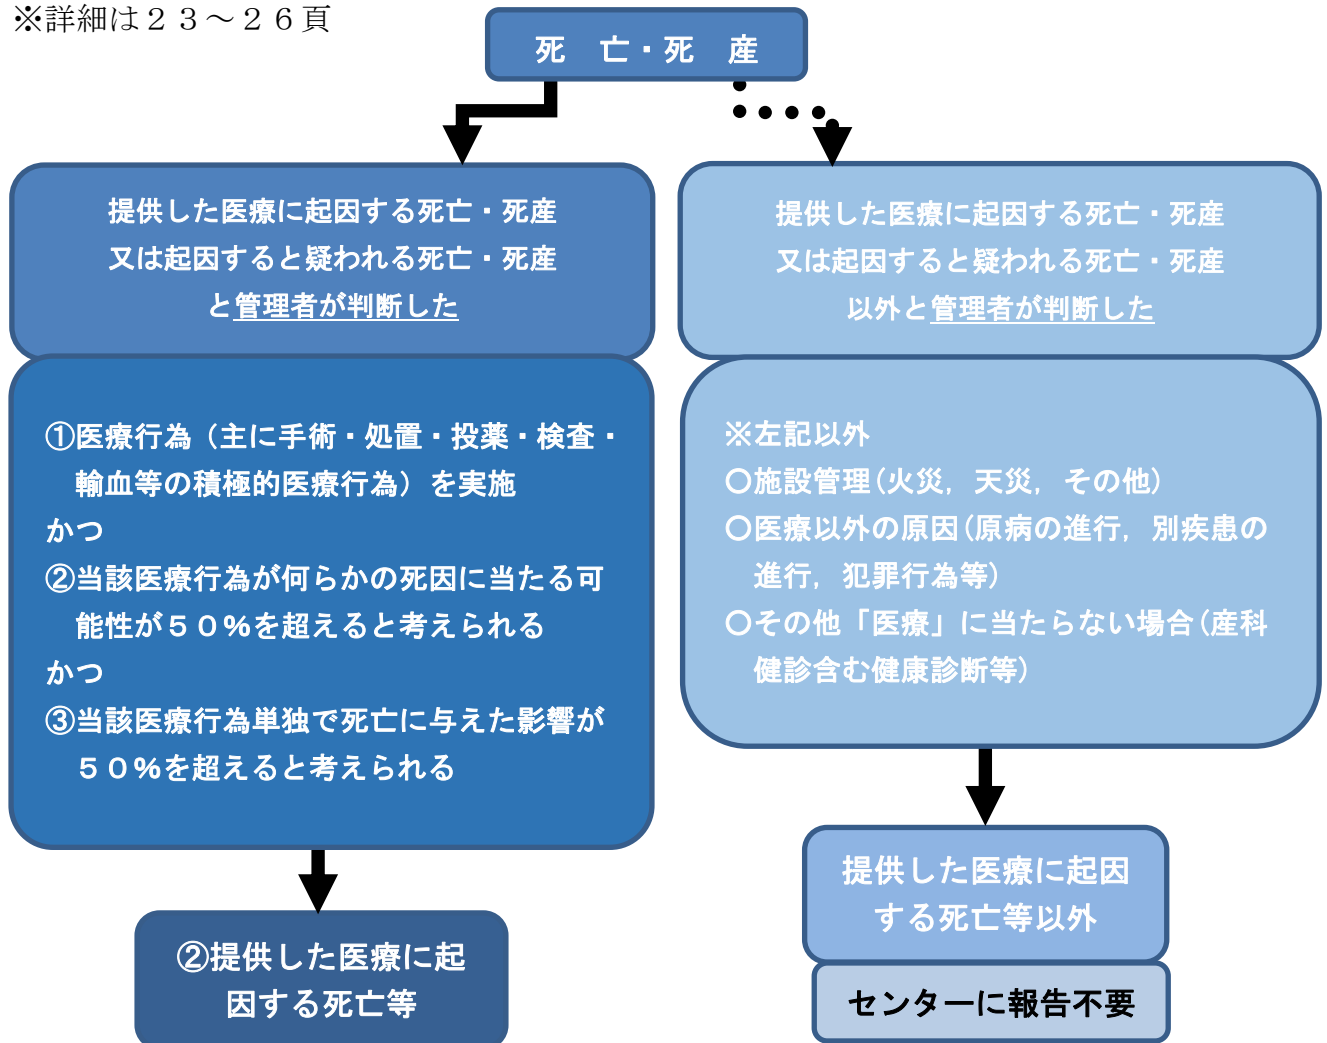 ※詳細は２３～２６頁
死　亡・死　産
提供した医療に起因する死亡・死産
又は起因すると疑われる死亡・死産
と管理者が判断した
①医療行為（主に手術・処置・投薬・検査・
輸血等の積極的医療行為）を実施
かつ
②当該医療行為が何らかの死因に当たる可
能性が５０％を超えると考えられる
かつ
③当該医療行為単独で死亡に与えた影響が
５０％を超えると考えられる
②提供した医療に起
因する死亡等
提供した医療に起因する死亡・死産
又は起因すると疑われる死亡・死産
以外と管理者が判断した
※左記以外
○施設管理(火災，天災，その他)
○医療以外の原因(原病の進行，別疾患の
進行，犯罪行為等)
○その他「医療」に当たらない場合(産科
健診含む健康診断等)
提供した医療に起因
する死亡等以外
センターに報告不要